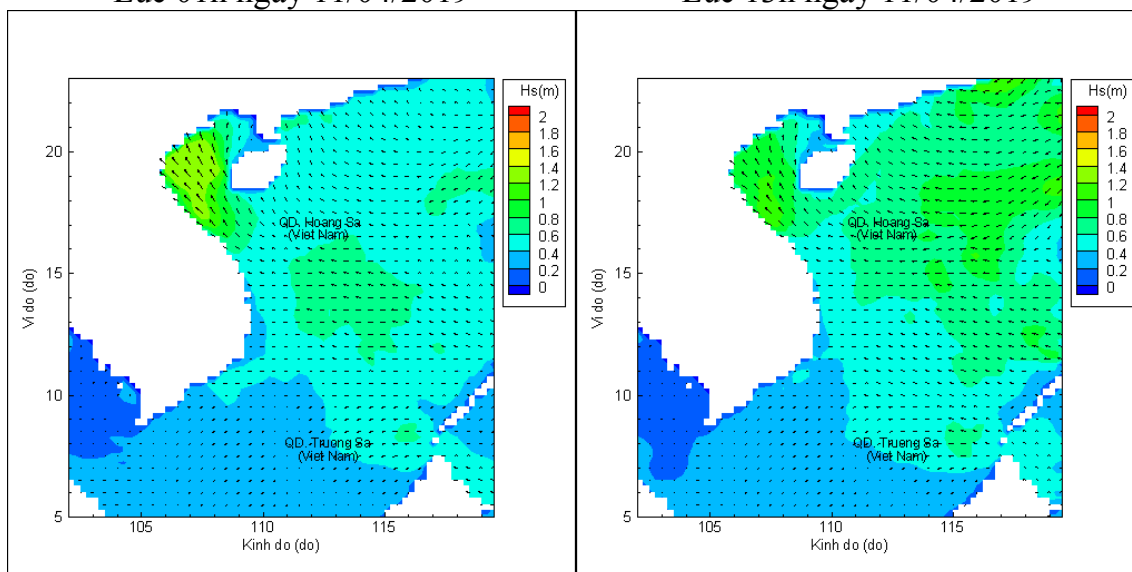 Lúc 01h ngày 11/04/2019
Lúc 13h ngày 11/04/2019
Hs(m)
2
1.8
1.6
1.4
1.2
1
0.8
0.6
0.4
0.2
0
QD. Hoang Sa
(Viet Nam)
QD. Truong Sa
(Viet Nam)
20
15
10
5
105
110
115
Vi do (do)
Kinh do (do)
Hs(m)
2
1.8
1.6
1.4
1.2
1
0.8
0.6
0.4
0.2
0
QD. Hoang Sa
(Viet Nam)
QD. Truong Sa
(Viet Nam)
20
15
10
5
105
110
115
Vi do (do)
Kinh do (do)